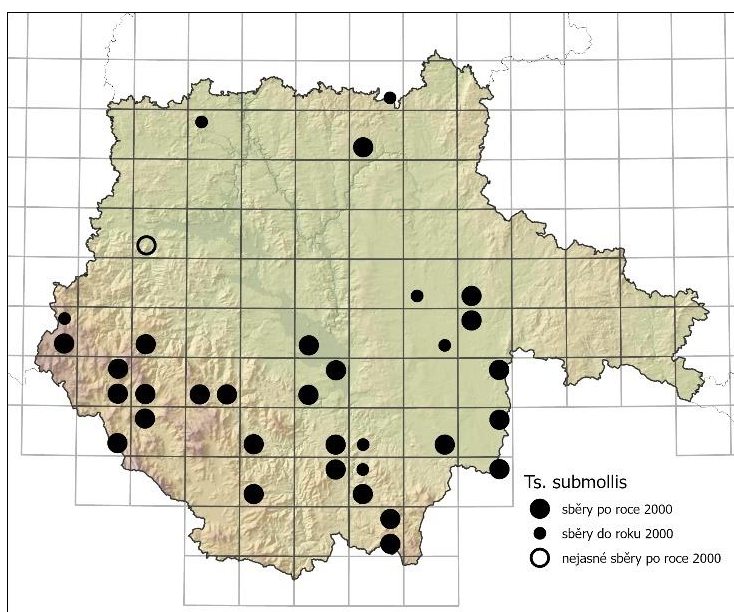 Ts. submollis
sběry po roce 2000
sběry do roku 2000
nejasné sběry po roce 2000